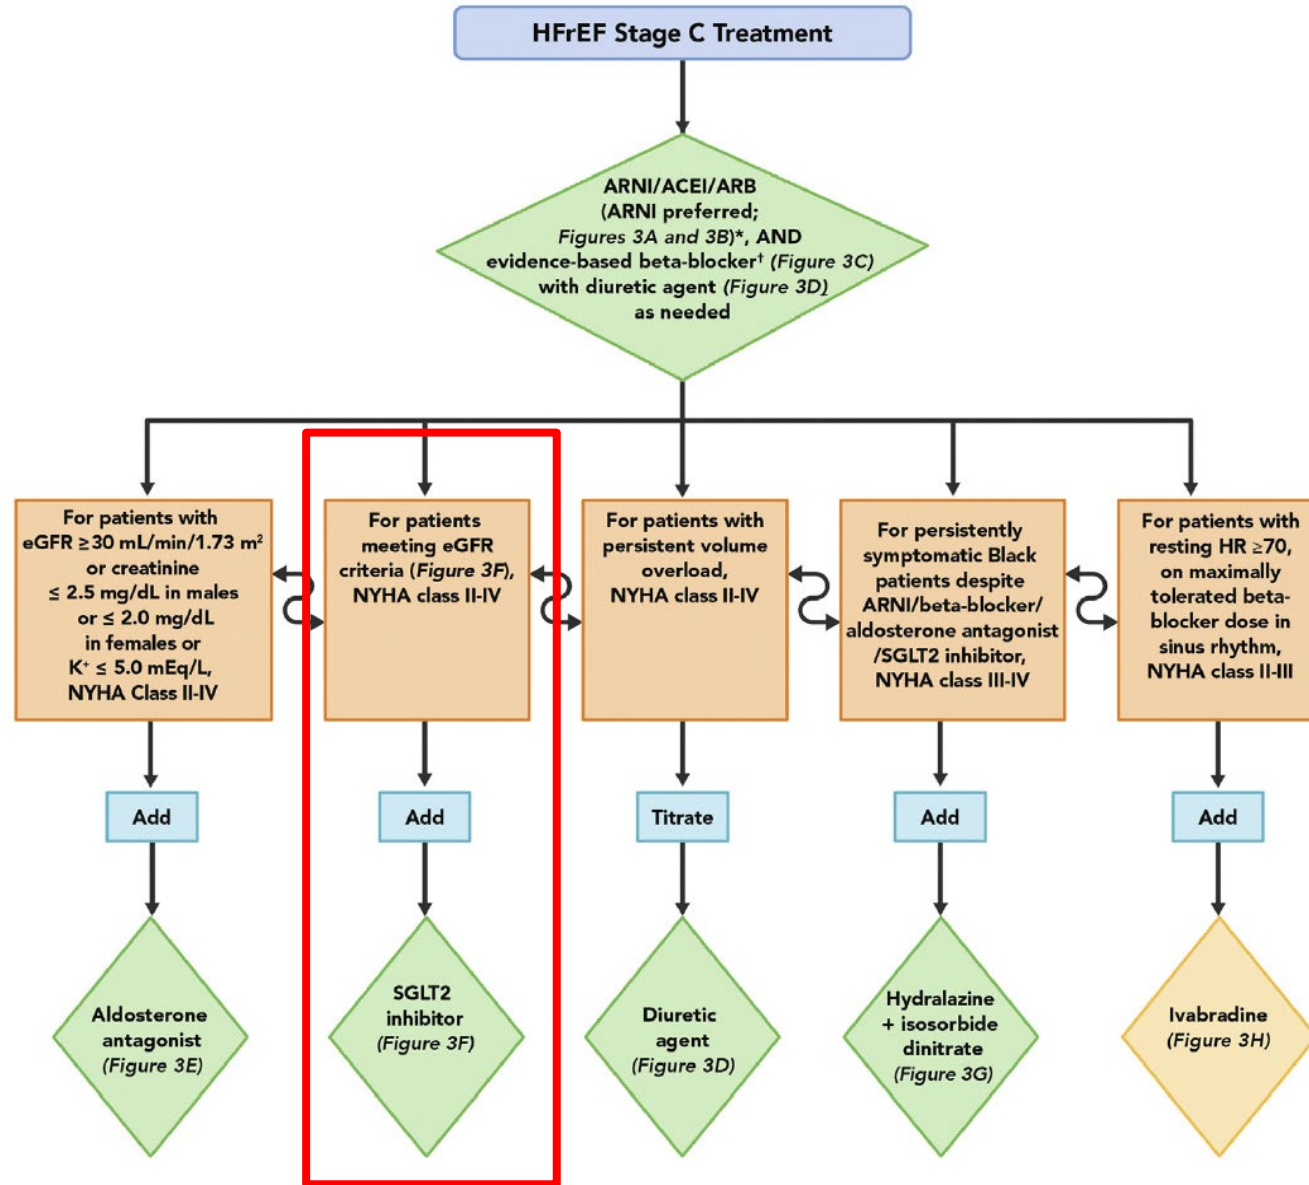 HFrEF Stage C Treatment
ARNI/ACEI/ARB
(ARNI preferred;
Figures 3A and 3B)*, AND
evidence-based beta-blocker† (Figure 3C)
with diuretic agent (Figure 3D)
as needed
For patients with
eGFR ≥30 mL/min/1.73 m²
or creatinine
≤ 2.5 mg/dL in males
or ≤ 2.0 mg/dL
in females or
K⁺ ≤ 5.0 mEq/L,
NYHA Class II-IV
Add
Aldosterone
antagonist
(Figure 3E)
For patients
meeting eGFR
criteria (Figure 3F),
NYHA class II-IV
Add
SGLT2
inhibitor
(Figure 3F)
For patients with
persistent volume
overload,
NYHA class II-IV
Titrate
Diuretic
agent
(Figure 3D)
For persistently
symptomatic Black
patients despite
ARNI/beta-blocker/
aldosterone antagonist
/SGLT2 inhibitor,
NYHA class III-IV
Add
Hydralazine
+ isosorbide
dinitrate
(Figure 3G)
For patients with
resting HR ≥70,
on maximally
tolerated beta-
blocker dose in
sinus rhythm,
NYHA class II-III
Add
Ivabradine
(Figure 3H)